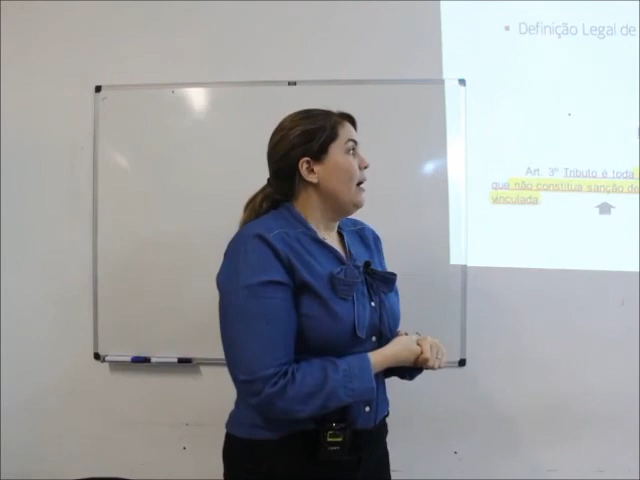 Definição Legal de
Art. 3º Tributo é toda
que não constitua sanção de
vinculada.